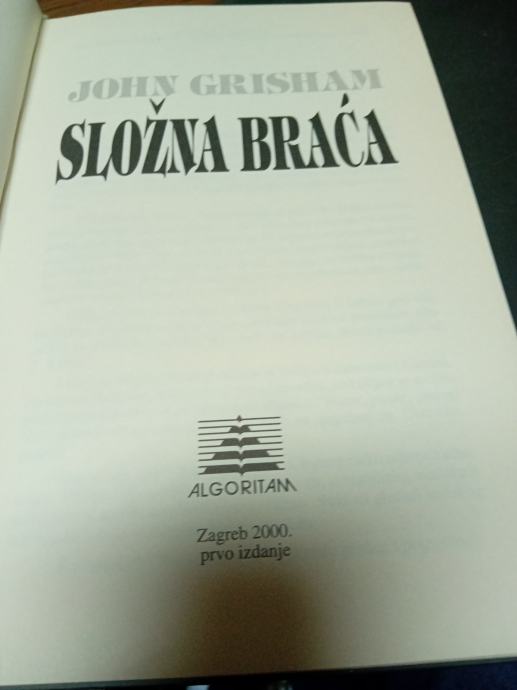 JOHN GRISHAM
SLOŽNA BRAĆA
ALGORITAM
Zagreb 2000.
prvo izdanje